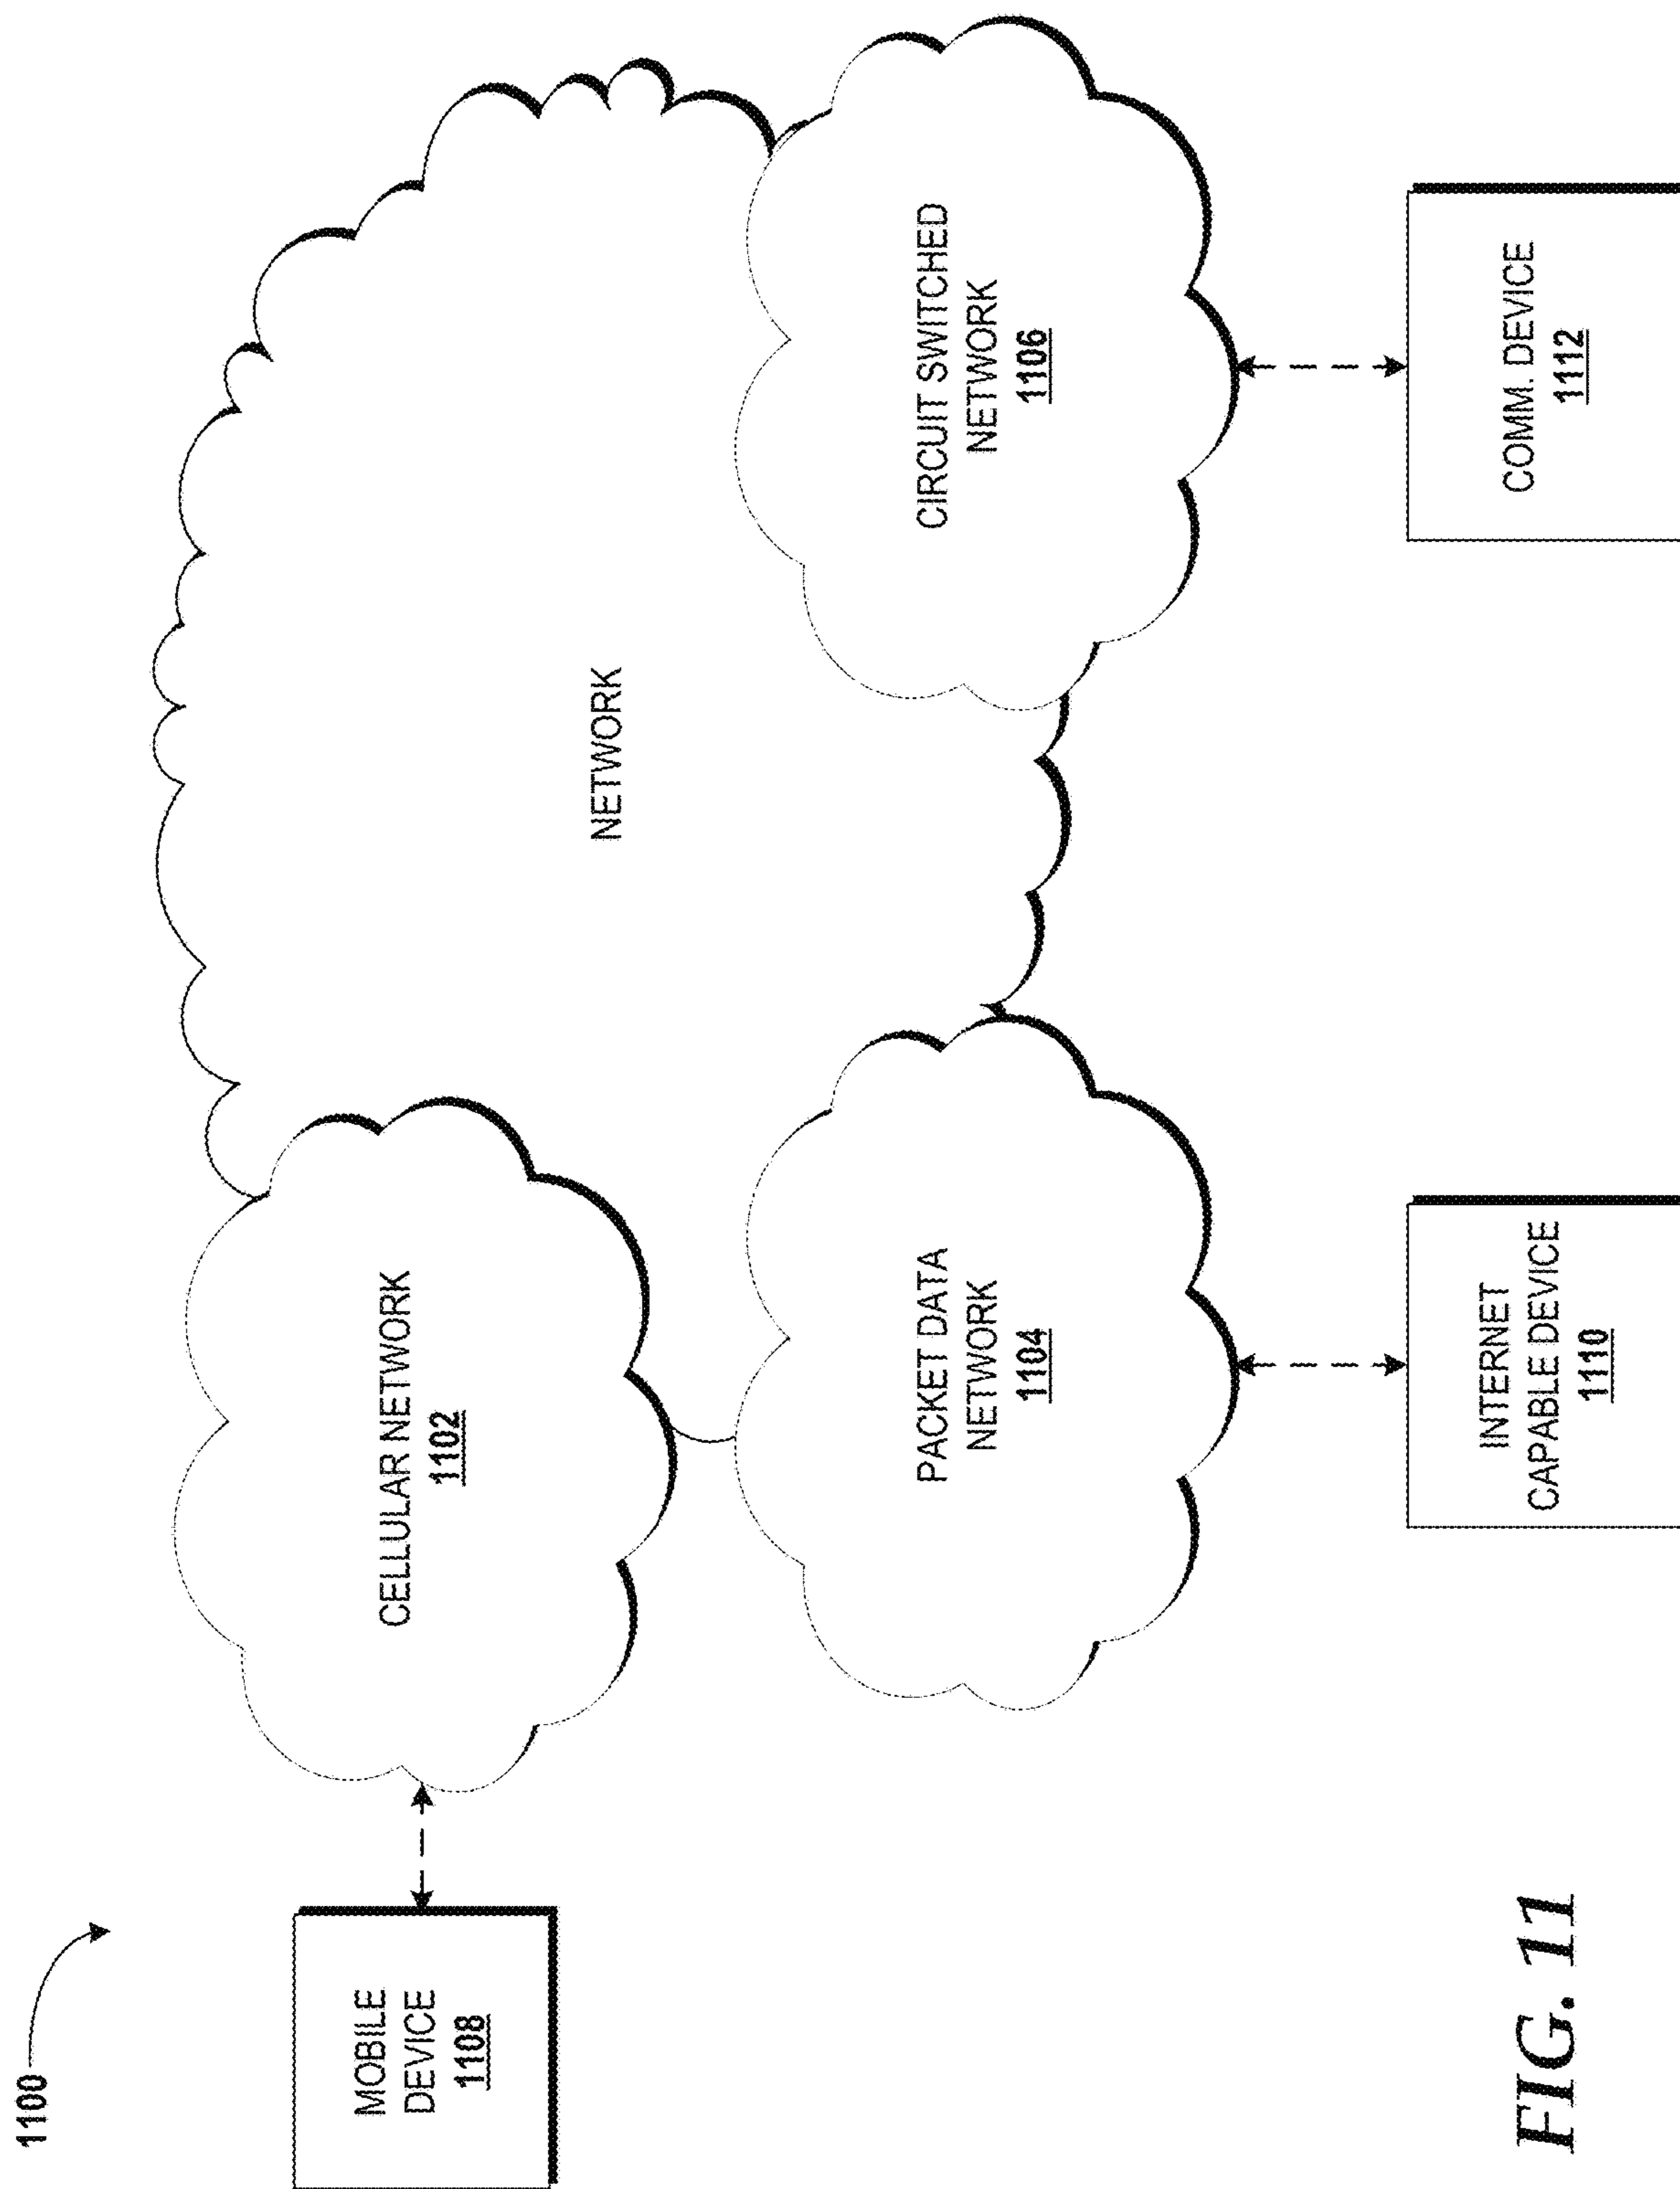 1100
MOBILE
DEVICE
1108
CELLULAR NETWORK
1102
NETWORK
PACKET DATA
NETWORK
1104
CIRCUIT SWITCHED
NETWORK
1106
INTERNET
CAPABLE DEVICE
1110
COMM. DEVICE
1112
FIG. 11